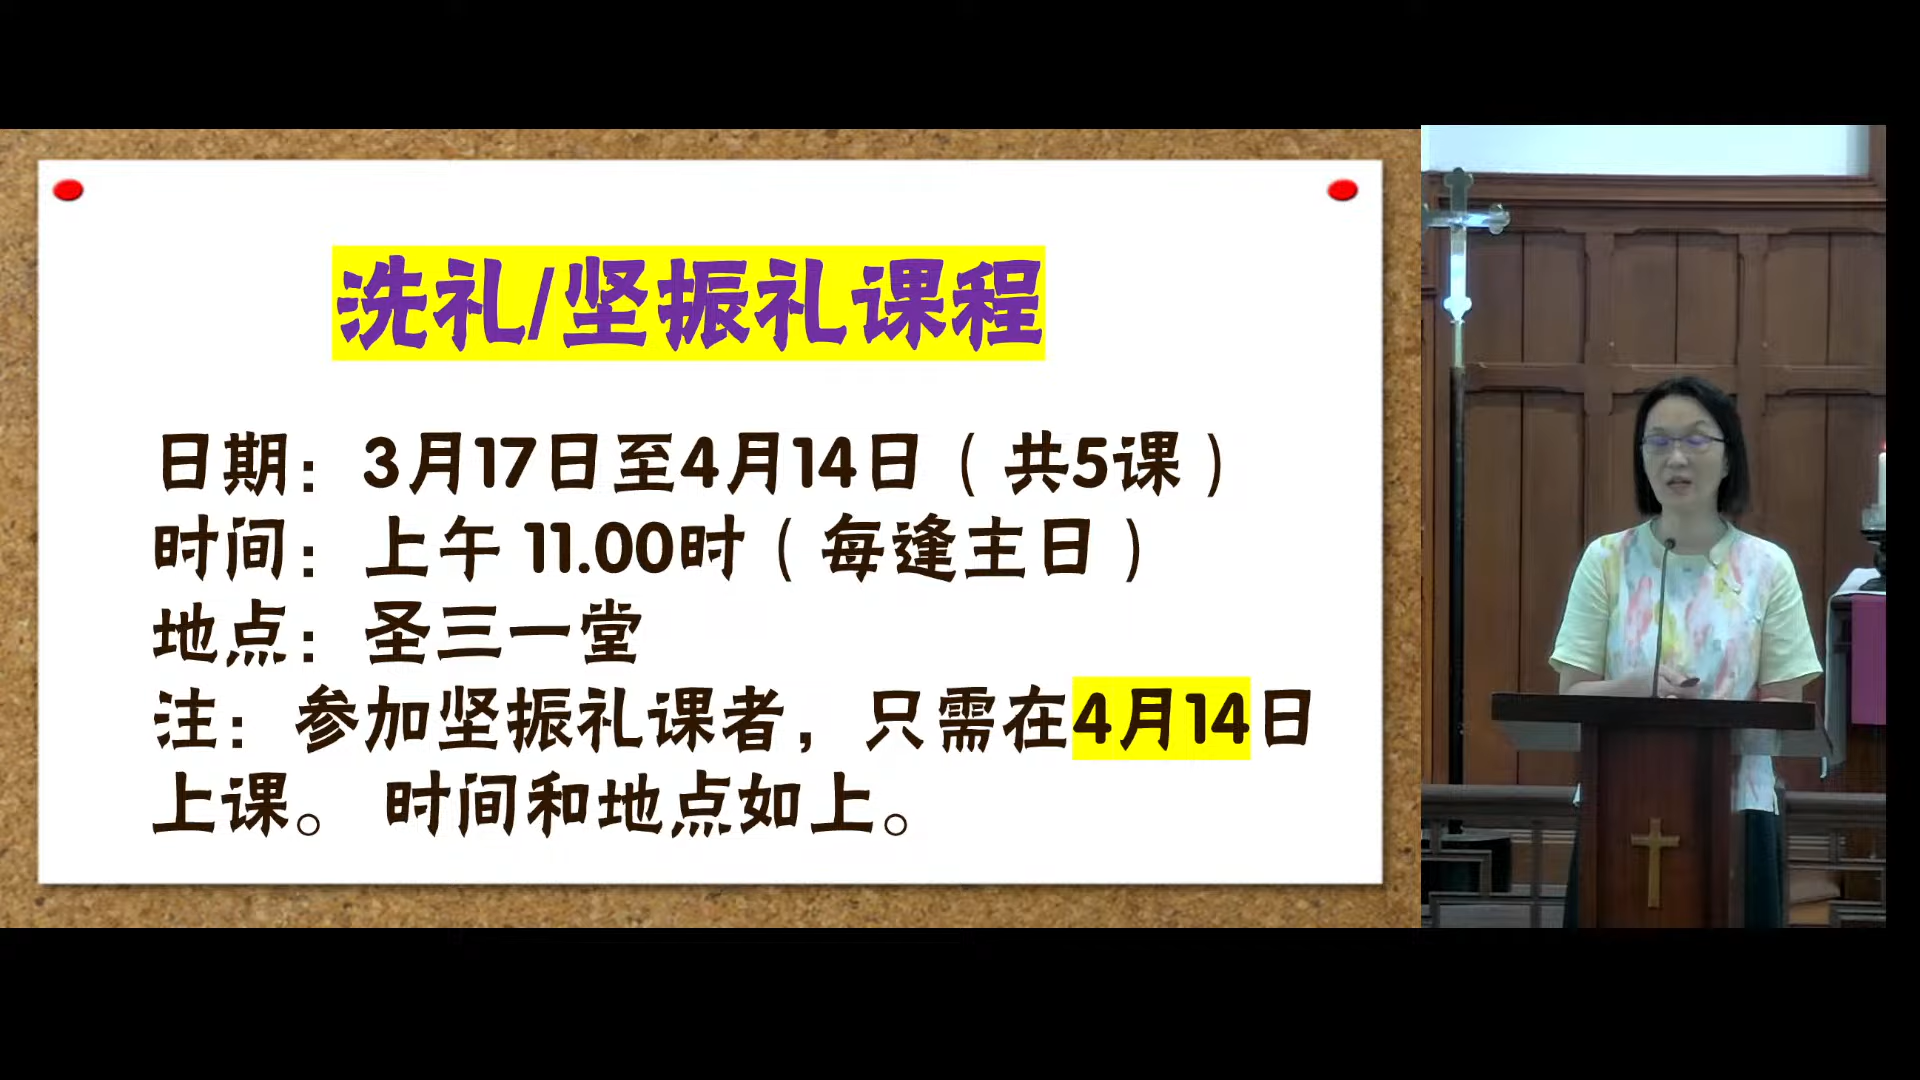 洗礼/坚振礼课程
日期：3月17日至4月14日（共5课）
时间：上午 11.00时（每逢主日）
地点：圣三一堂
注：参加坚振礼课者，只需在4月14日
上课。 时间和地点如上。